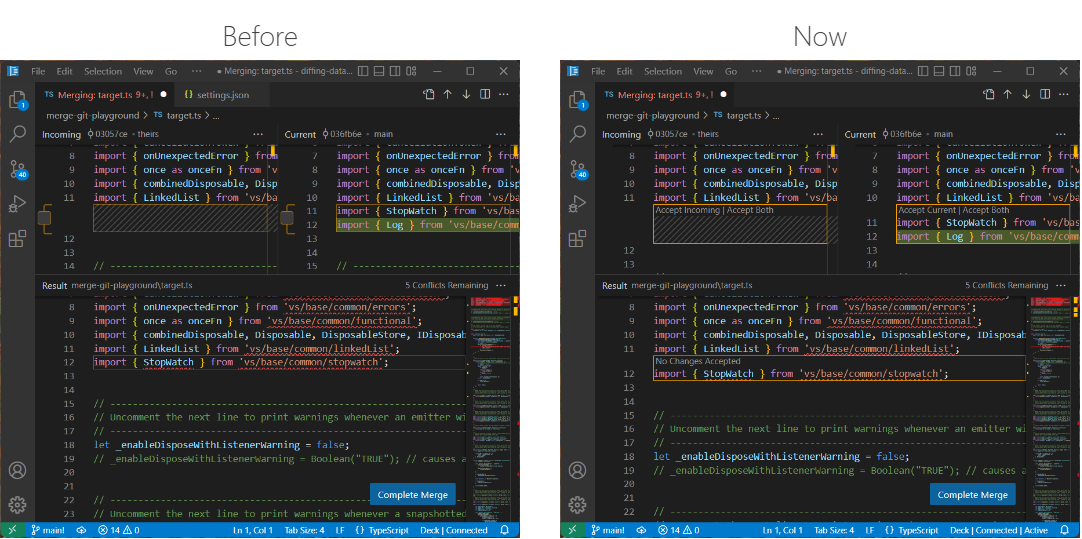 Before
Now
File Edit Selection View Go ··· ● Merging: target.ts - diffing-data...
TS Merging: target.ts 9+, ! ● {} settings.json
merge-git-playground > TS target.ts > ...
Incoming 0307ce • theirs ···
8 import { onUnexpectedError } from
9 import { once as onceFn } from 'v
10 import { combinedDisposable, Disp
11 import { LinkedList } from 'vs/ba
12
13
14 // --------------------------
Current 036fb6e • main ···
7 import { onUnexpectedError } from
8 import { once as onceFn } from 'v
9 import { combinedDisposable, Disp
10 import { LinkedList } from 'vs/ba
11 import { StopWatch } from 'vs/bas
12 import { Log } from 'vs/base/comm
13
14
15 // --------------------------
Result merge-git-playground\target.ts 5 Conflicts Remaining ···
8 import { onUnexpectedError } from 'vs/base/common/errors';
9 import { once as onceFn } from 'vs/base/common/functional';
10 import { combinedDisposable, Disposable, DisposableStore, IDisposab
11 import { LinkedList } from 'vs/base/common/linkedList';
12 import { StopWatch } from 'vs/base/common/stopwatch';
13
14
15 // --------------------------
16 // Uncomment the next line to print warnings whenever an emitter wi
17 // --------------------------
18 let _enableDisposeWithListenerWarning = false;
19 // _enableDisposeWithListenerWarning = Boolean("TRUE"); // causes a
20
21
22 // --------------------------
23 // Uncomment the next line to print warnings whenever a snapshotted
Complete Merge
1
40
main! 14 0 Ln 1, Col 1 Tab Size: 4 LF {} TypeScript Deck | Connected
File Edit Selection View Go ··· ● Merging: target.ts - diffing-data...
TS Merging: target.ts 9+, ! ●
merge-git-playground > TS target.ts > ...
Incoming 0307ce • theirs ···
8 import { onUnexpectedError } from
9 import { once as onceFn } from 'v
10 import { combinedDisposable, Disp
11 import { LinkedList } from 'vs/ba
Accept Incoming | Accept Both
12
13
Current 036fb6e • main ···
7 import { onUnexpectedError } from
8 import { once as onceFn } from 'v
9 import { combinedDisposable, Disp
10 import { LinkedList } from 'vs/ba
Accept Current | Accept Both
11 import { StopWatch } from 'vs/bas
12 import { Log } from 'vs/base/comm
13
14
Result merge-git-playground\target.ts 5 Conflicts Remaining ···
8 import { onUnexpectedError } from 'vs/base/common/errors';
9 import { once as onceFn } from 'vs/base/common/functional';
10 import { combinedDisposable, Disposable, DisposableStore, IDisposab
11 import { LinkedList } from 'vs/base/common/linkedList';
No Changes Accepted
12 import { StopWatch } from 'vs/base/common/stopwatch';
13
14
15 // --------------------------
16 // Uncomment the next line to print warnings whenever an emitter wi
17 // --------------------------
18 let _enableDisposeWithListenerWarning = false;
19 // _enableDisposeWithListenerWarning = Boolean("TRUE"); // causes a
20
21
22 // --------------------------
Complete Merge
1
40
main! 14 0 Ln 1, Col 1 Tab Size: 4 LF {} TypeScript Deck | Connected | Active